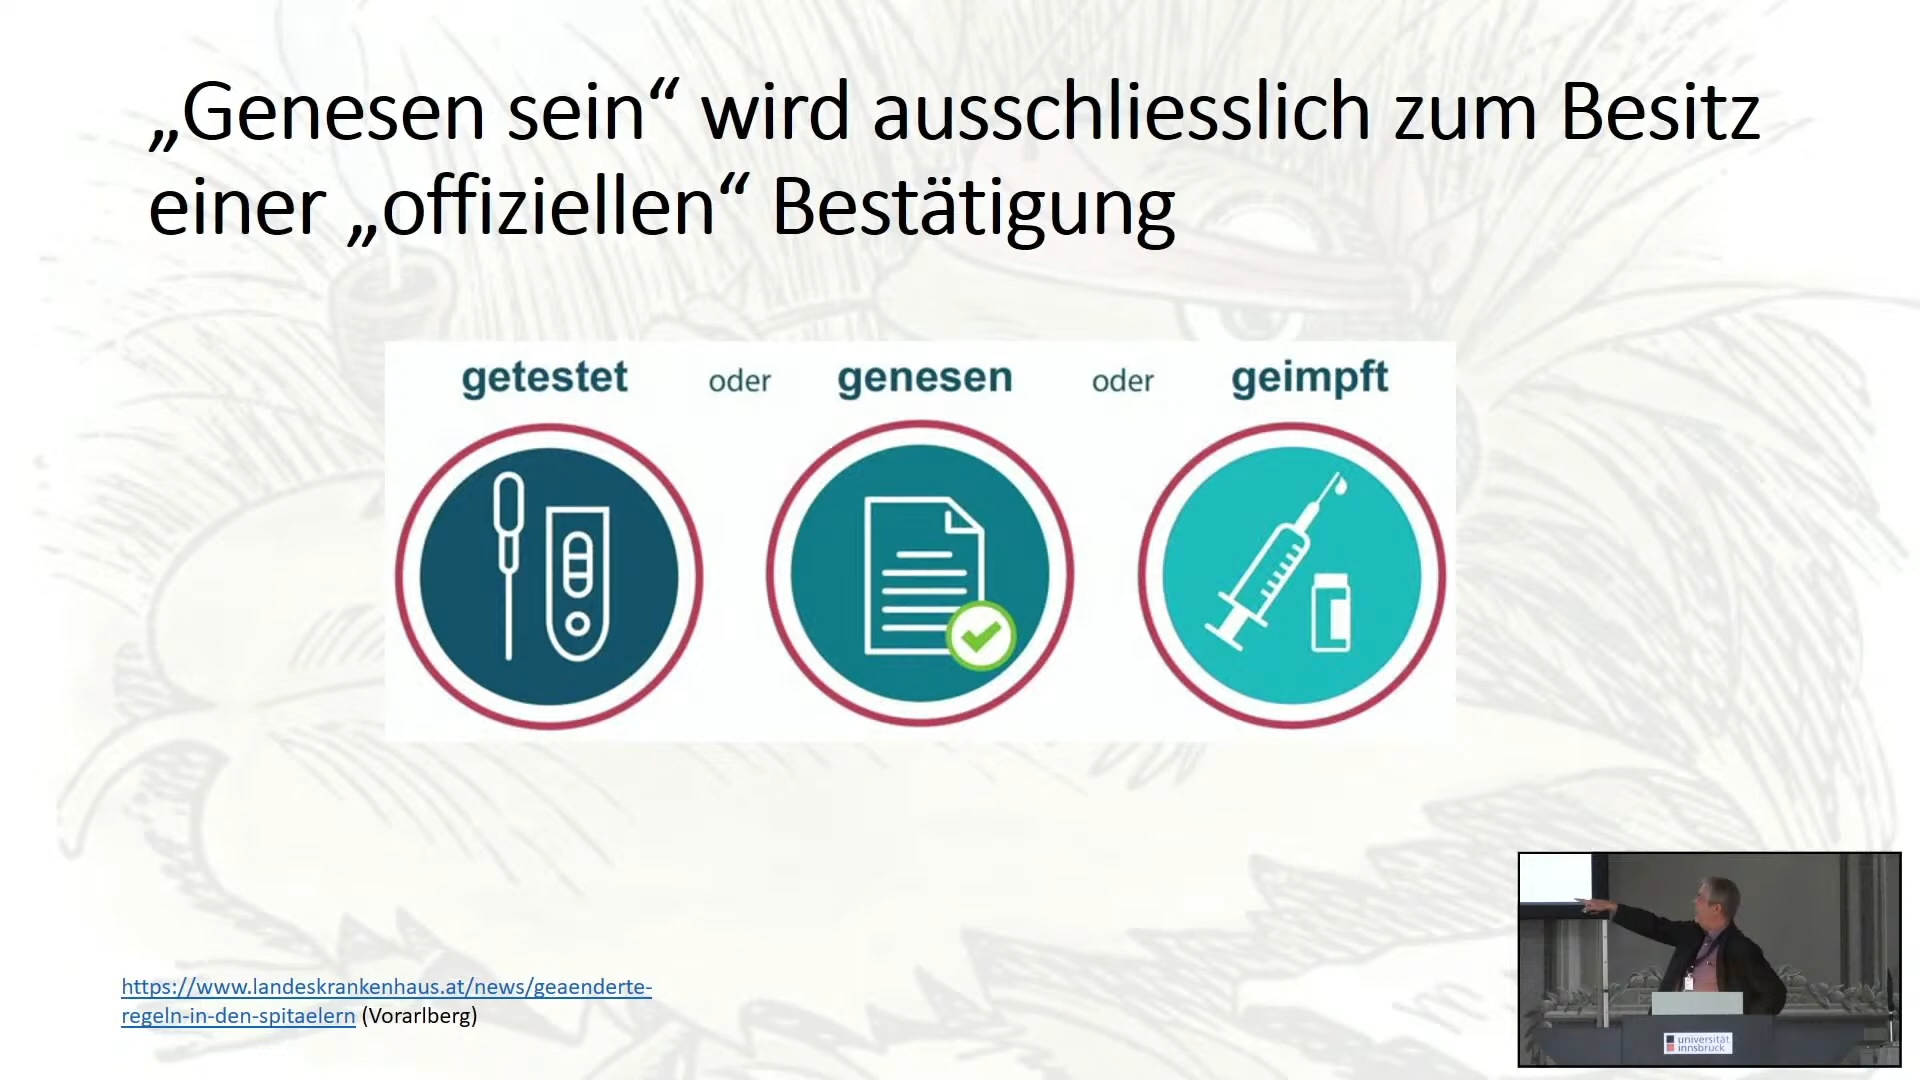 „Genesen sein“ wird ausschliesslich zum Besitz
einer „offiziellen“ Bestätigung
getestet oder genesen oder geimpft
https://www.landeskrankenhaus.at/news/geaenderte-
regeln-in-den-spitaelern (Vorarlberg)
universität
innsbruck